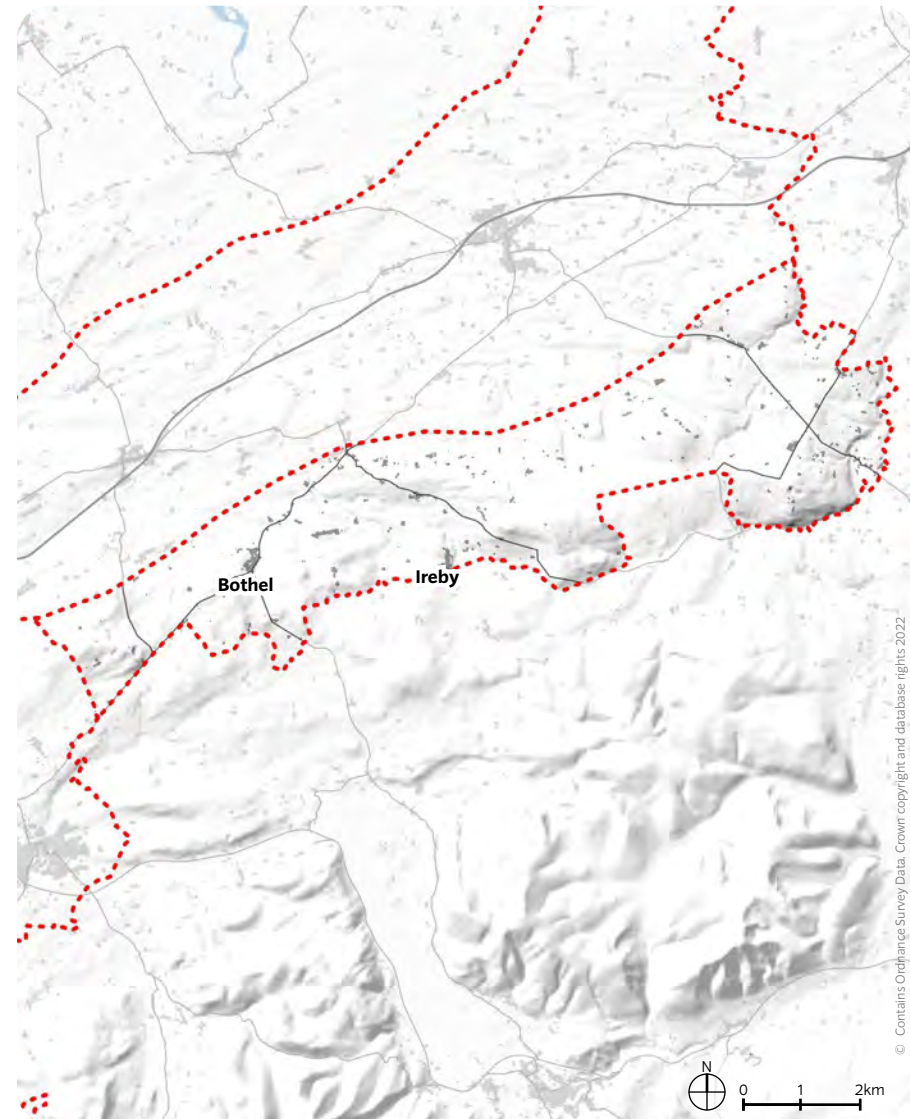 Bothel
Ireby
© Contains Ordnance Survey Data. Crown copyright and database rights 2022
N
0 1 2km